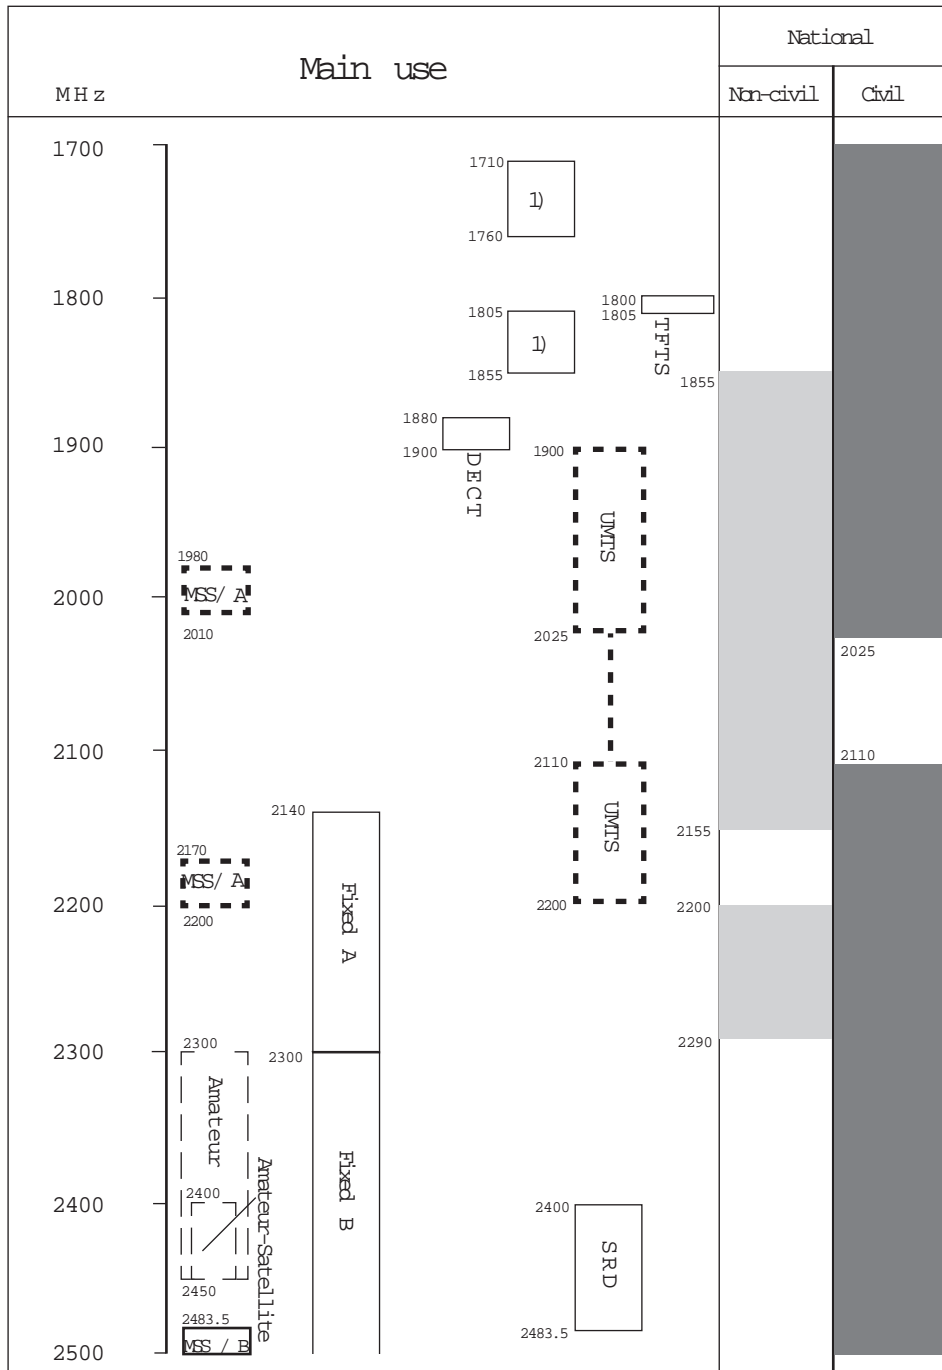 National
Main use
MHz
Non-civil
Civil
1700
1710
1)
1760
1800
1800
1805
TFTS
1805
1)
1855
1855
1880
1900
1900
DECT
1900
UMTS
1980
MSS/ A
2000
2010
2025
2025
2100
2110
2110
UMTS
2140
2155
2170
MSS/ A
Fixed A
2200
2200
2200
2200
2290
2300
2300
2300
Amateur
Fixed B
Amateur-Satellite
2400
2400
2400
SRD
2450
2483.5
2483.5
MSS / B
2500